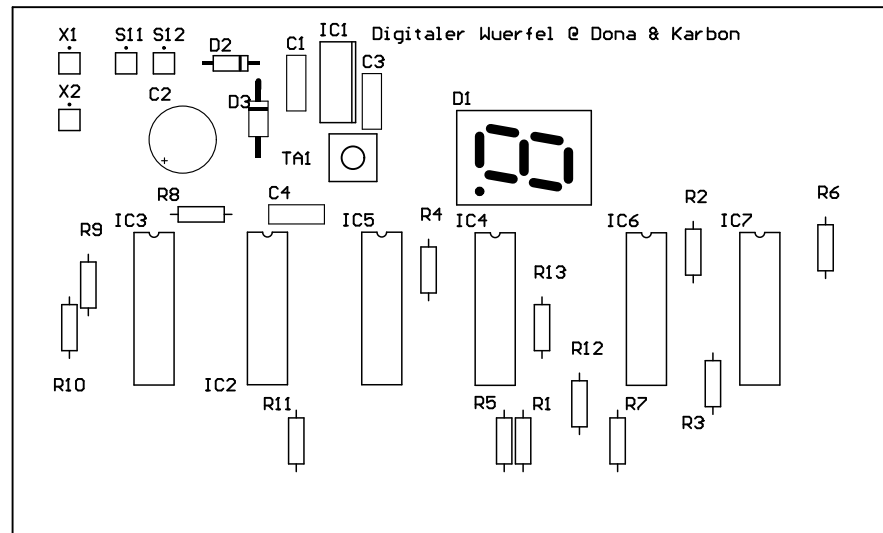 X1 S11 S12 D2 C1 IC1 Digitaler Wuerfel @ Dona & Karbon
C3
X2 C2 D3 D1
TA1
R8 C4 R2 R6
R9 IC3 IC5 R4 IC4 IC6 IC7
R13
R12
R10 IC2
R11 R5 R1 R7 R3